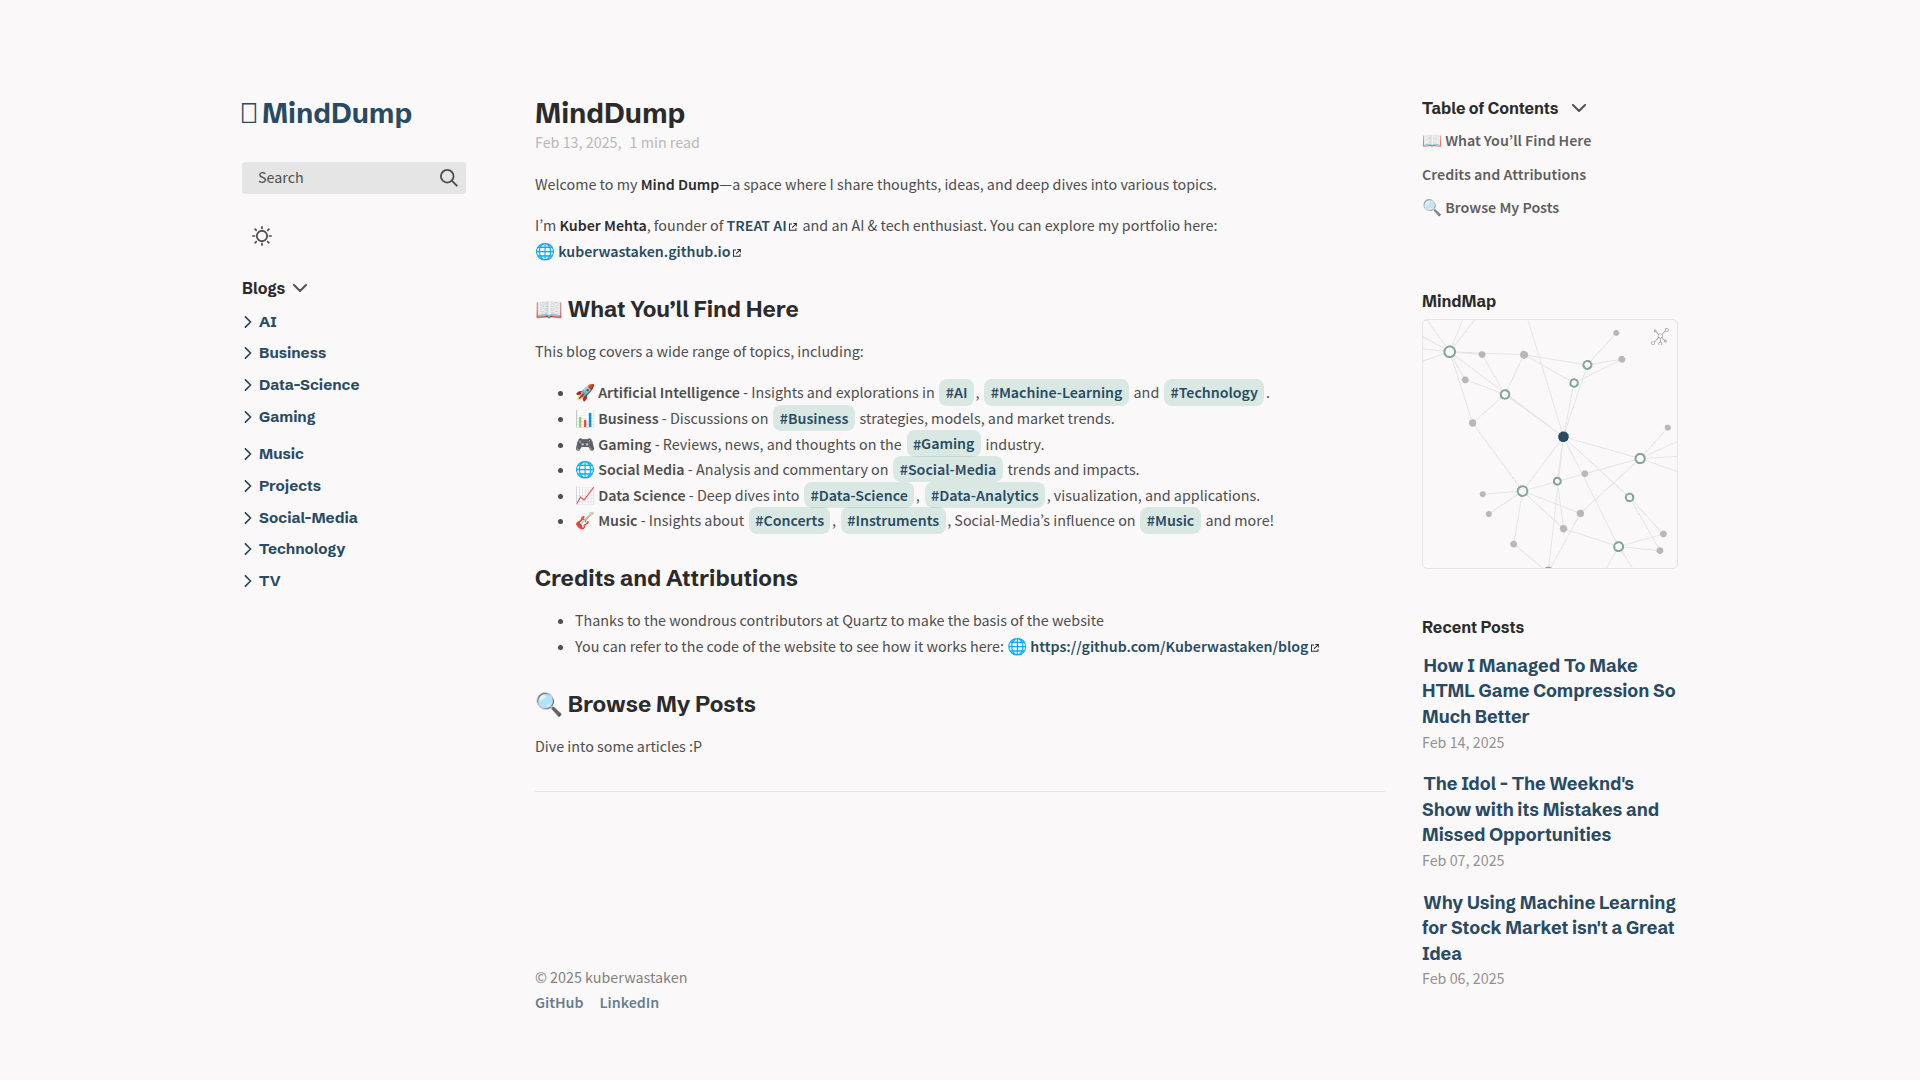 MindDump
Search
Blogs
AI
Business
Data-Science
Gaming
Music
Projects
Social-Media
Technology
TV
MindDump
Feb 13, 2025, 1 min read
Welcome to my Mind Dump—a space where I share thoughts, ideas, and deep dives into various topics.
I’m Kuber Mehta, founder of TREAT AI and an AI & tech enthusiast. You can explore my portfolio here:
🌐 kuberwastaken.github.io
📖 What You’ll Find Here
This blog covers a wide range of topics, including:
🚀 Artificial Intelligence - Insights and explorations in #AI , #Machine-Learning and #Technology .
📊 Business - Discussions on #Business strategies, models, and market trends.
🎮 Gaming - Reviews, news, and thoughts on the #Gaming industry.
🌐 Social Media - Analysis and commentary on #Social-Media trends and impacts.
📈 Data Science - Deep dives into #Data-Science , #Data-Analytics , visualization, and applications.
🎸 Music - Insights about #Concerts , #Instruments , Social-Media’s influence on #Music and more!
Credits and Attributions
Thanks to the wondrous contributors at Quartz to make the basis of the website
You can refer to the code of the website to see how it works here: 🌐 https://github.com/Kuberwastaken/blog
🔍 Browse My Posts
Dive into some articles :P
© 2025 kuberwastaken
GitHub LinkedIn
Table of Contents
📖 What You’ll Find Here
Credits and Attributions
🔍 Browse My Posts
MindMap
Recent Posts
How I Managed To Make
HTML Game Compression So
Much Better
Feb 14, 2025
The Idol - The Weeknd's
Show with its Mistakes and
Missed Opportunities
Feb 07, 2025
Why Using Machine Learning
for Stock Market isn't a Great
Idea
Feb 06, 2025